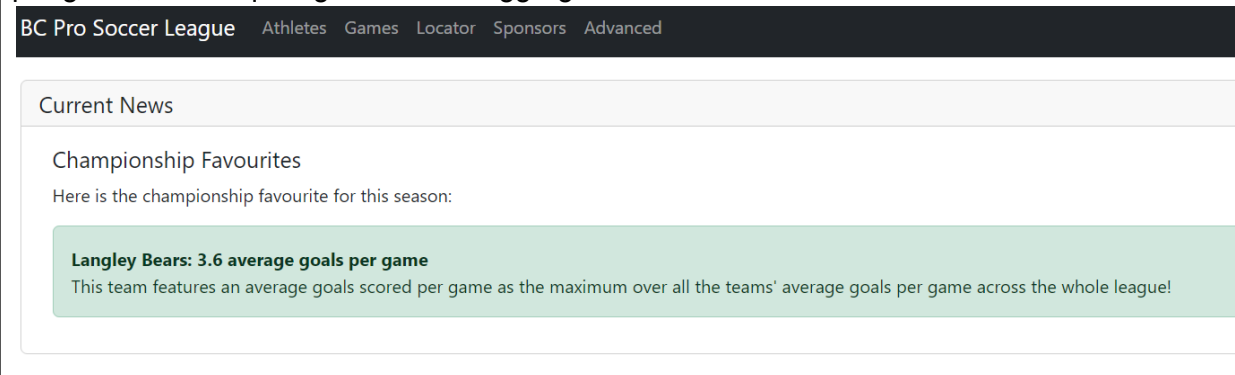 BC Pro Soccer League Athletes Games Locator Sponsors Advanced
Current News
Championship Favourites
Here is the championship favourite for this season:
Langley Bears: 3.6 average goals per game
This team features an average goals scored per game as the maximum over all the teams' average goals per game across the whole league!